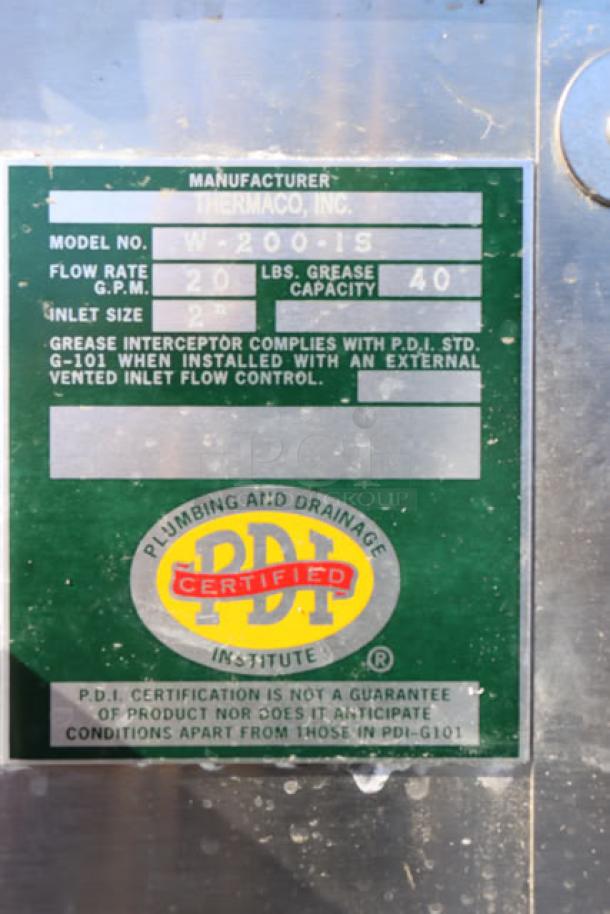 MANUFACTURER
THERMACO, INC.
MODEL NO. W-200-IS
FLOW RATE G.P.M. 20 LBS. GREASE CAPACITY 40
INLET SIZE 2"
GREASE INTERCEPTOR COMPLIES WITH P.D.I. STD.
G-101 WHEN INSTALLED WITH AN EXTERNAL
VENTED INLET FLOW CONTROL.
PCI
GROUP
PLUMBING AND DRAINAGE
PDI
CERTIFIED
INSTITUTE ®
P.D.I. CERTIFICATION IS NOT A GUARANTEE
OF PRODUCT NOR DOES IT ANTICIPATE
CONDITIONS APART FROM THOSE IN PDI-G101